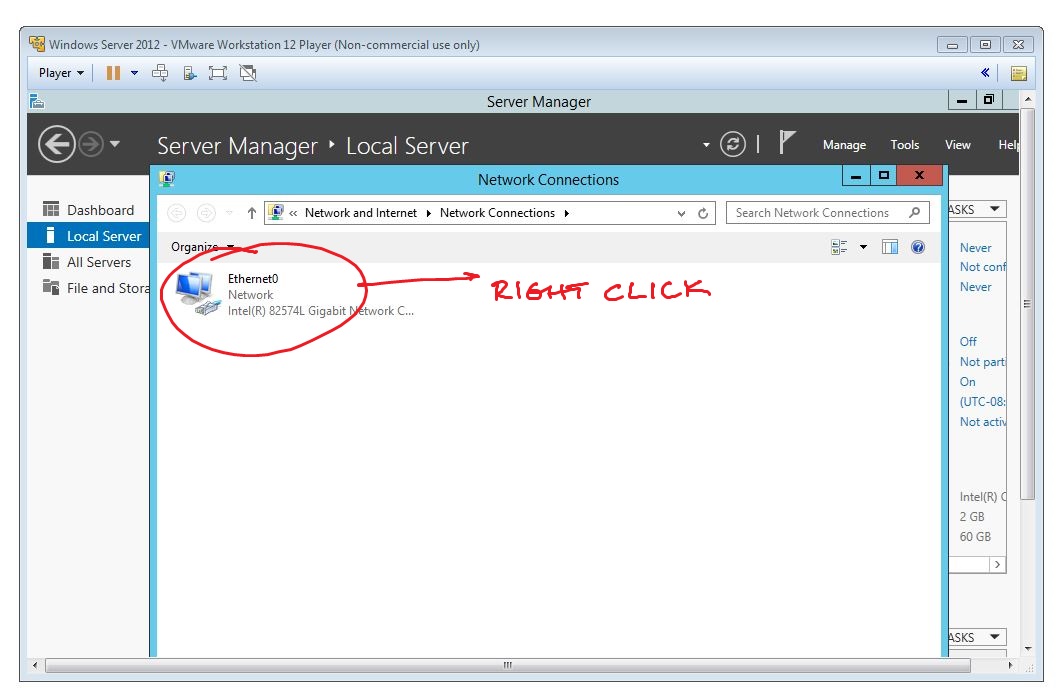 Windows Server 2012 - VMware Workstation 12 Player (Non-commercial use only)
Player
Server Manager
Server Manager ‣ Local Server
Manage Tools View Help
Network Connections
« Network and Internet ▸ Network Connections ▸
Search Network Connections
Organize
Dashboard
Local Server
All Servers
File and Stora
Ethernet0
Network
Intel(R) 82574L Gigabit Network C...
RIGHT CLICK
ASKS
Never
Not conf
Never
Off
Not parti
On
(UTC-08:
Not activ
Intel(R) C
2 GB
60 GB
ASKS